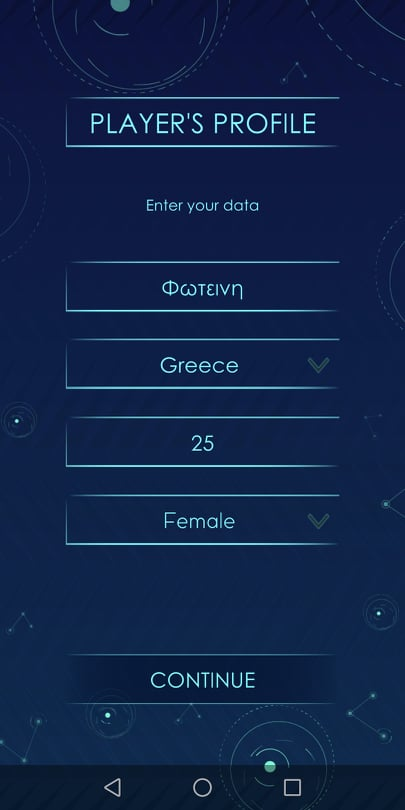 PLAYER'S PROFILE
Enter your data
Φωτεινη
Greece
25
Female
CONTINUE